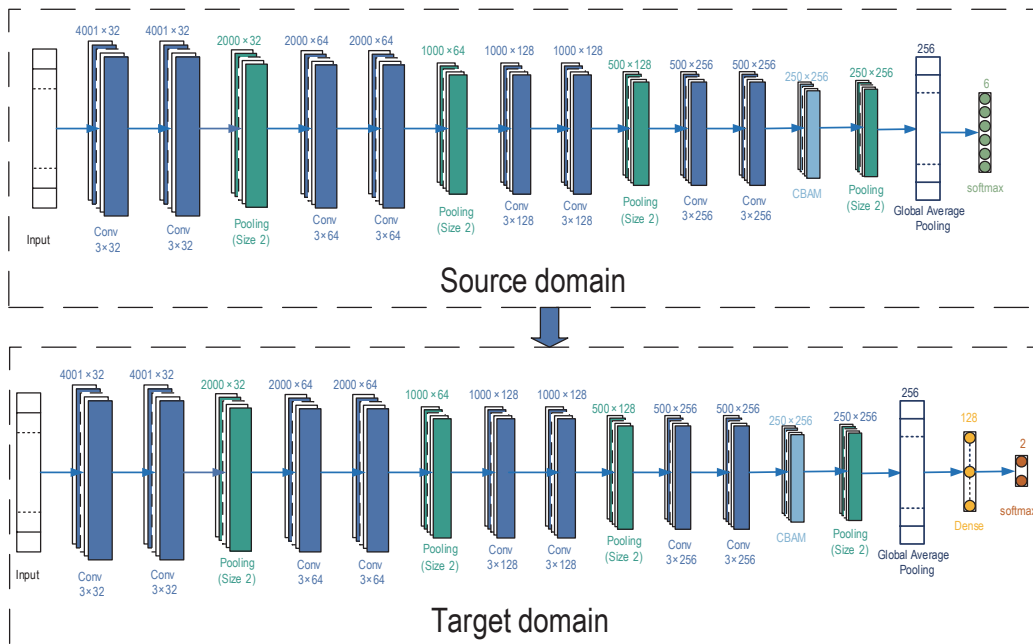 4001×32
4001×32
2000×32
2000×64
2000×64
1000×64
1000×128
1000×128
500×128
500×256
500×256
250×256
250×256
256
6
Input
Conv
3×32
Conv
3×32
Pooling
(Size 2)
Conv
3×64
Conv
3×64
Pooling
(Size 2)
Conv
3×128
Conv
3×128
Pooling
(Size 2)
Conv
3×256
Conv
3×256
CBAM
Pooling
(Size 2)
Global Average
Pooling
softmax
Source domain
4001×32
4001×32
2000×32
2000×64
2000×64
1000×64
1000×128
1000×128
500×128
500×256
500×256
250×256
250×256
256
128
2
Input
Conv
3×32
Conv
3×32
Pooling
(Size 2)
Conv
3×64
Conv
3×64
Pooling
(Size 2)
Conv
3×128
Conv
3×128
Pooling
(Size 2)
Conv
3×256
Conv
3×256
CBAM
Pooling
(Size 2)
Global Average
Pooling
Dense
softmax
Target domain